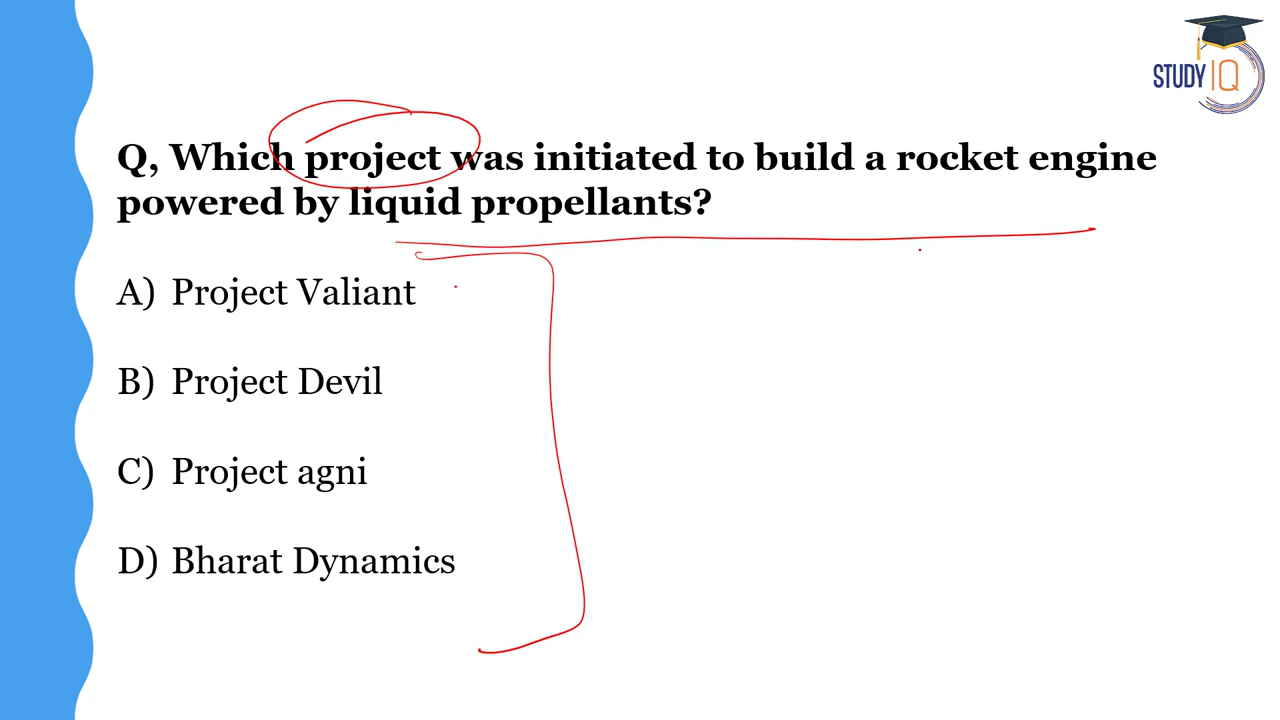 STUDY IQ
Q, Which project was initiated to build a rocket engine
powered by liquid propellants?
A) Project Valiant
B) Project Devil
C) Project agni
D) Bharat Dynamics